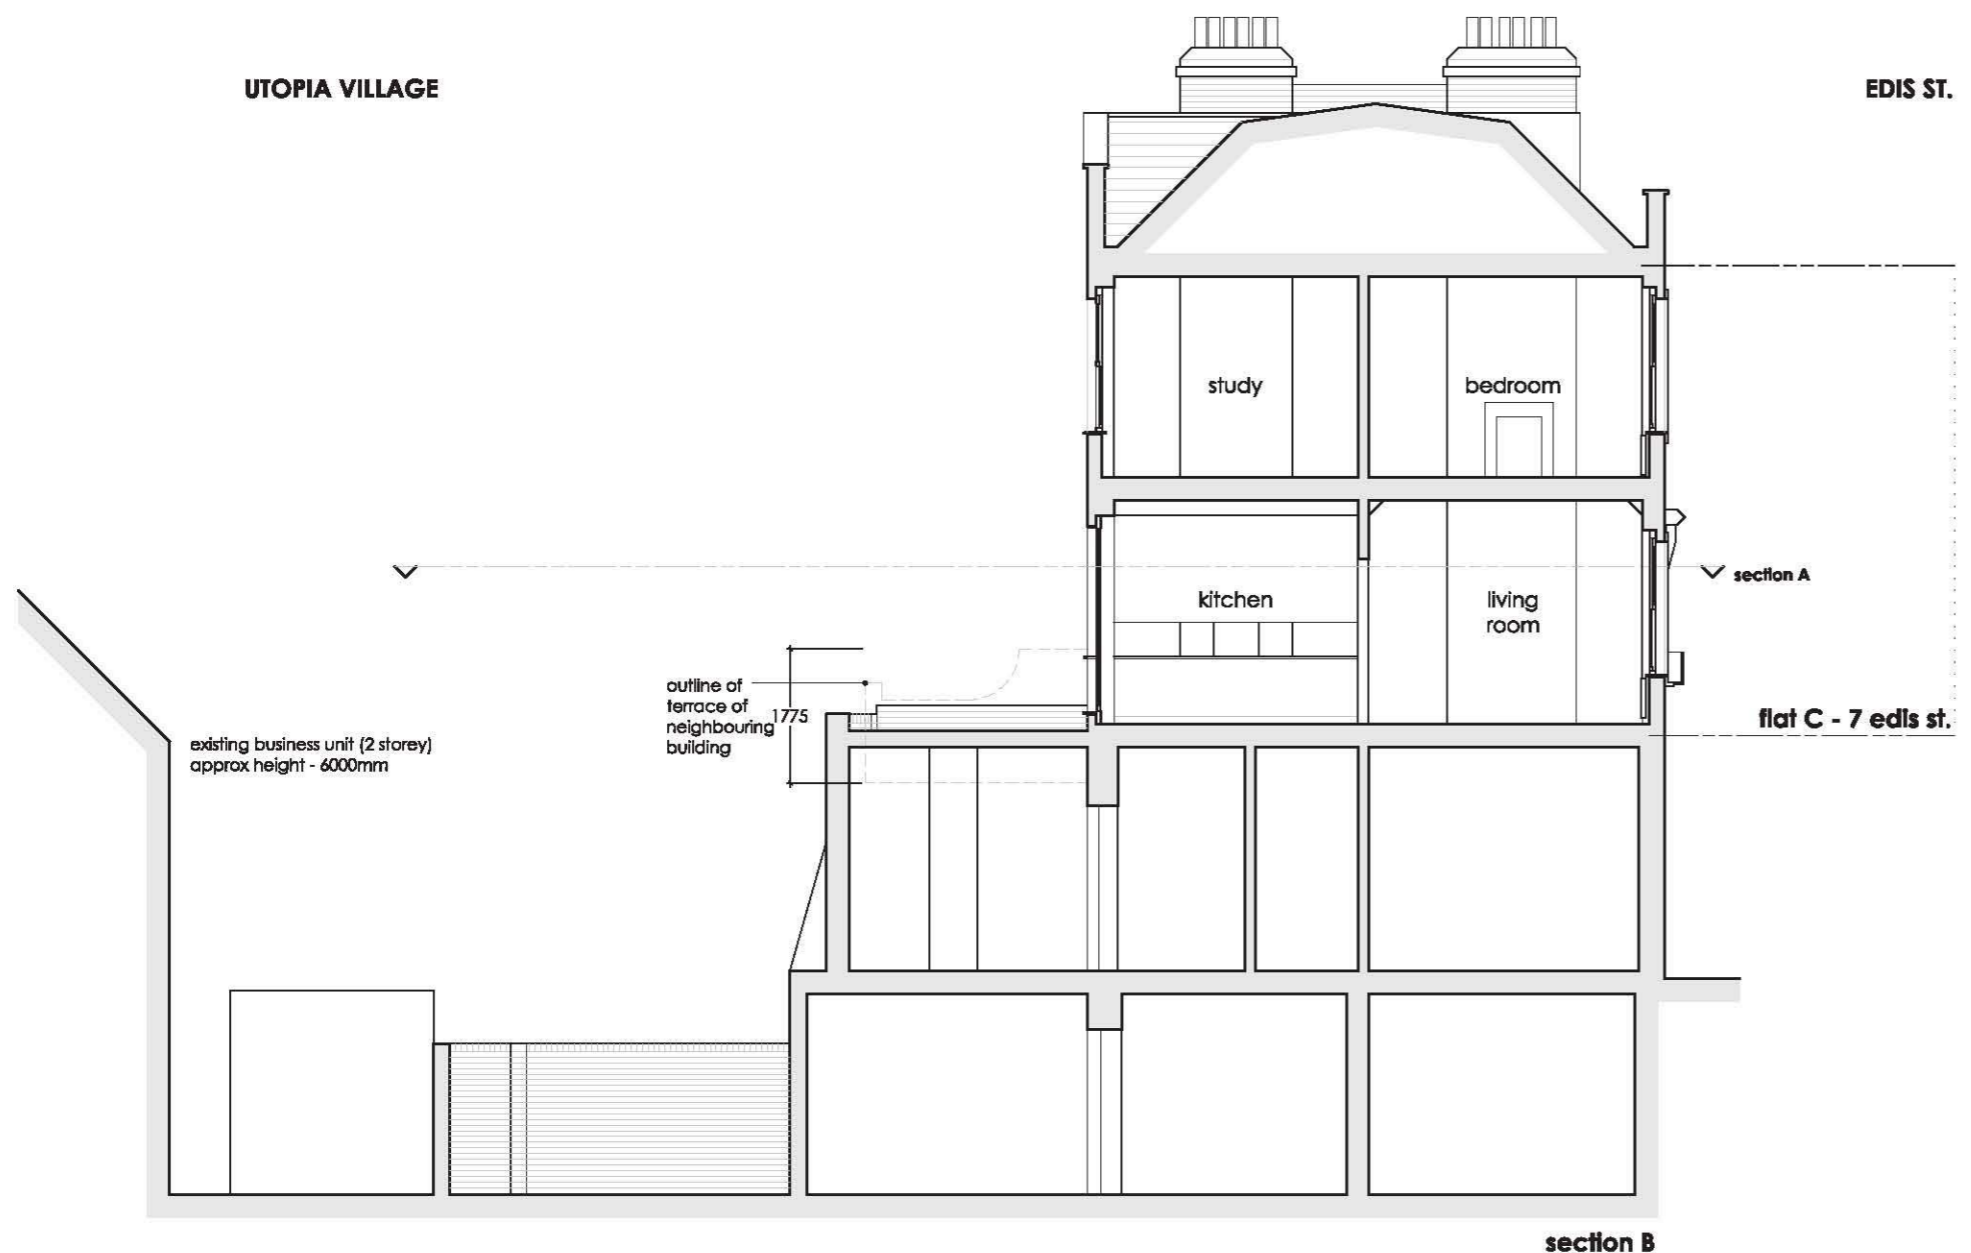 UTOPIA VILLAGE
EDIS ST.
study
bedroom
section A
kitchen
living
room
outline of
terrace of
neighbouring
building
1775
flat C - 7 edis st.
existing business unit (2 storey)
approx height - 6000mm
section B